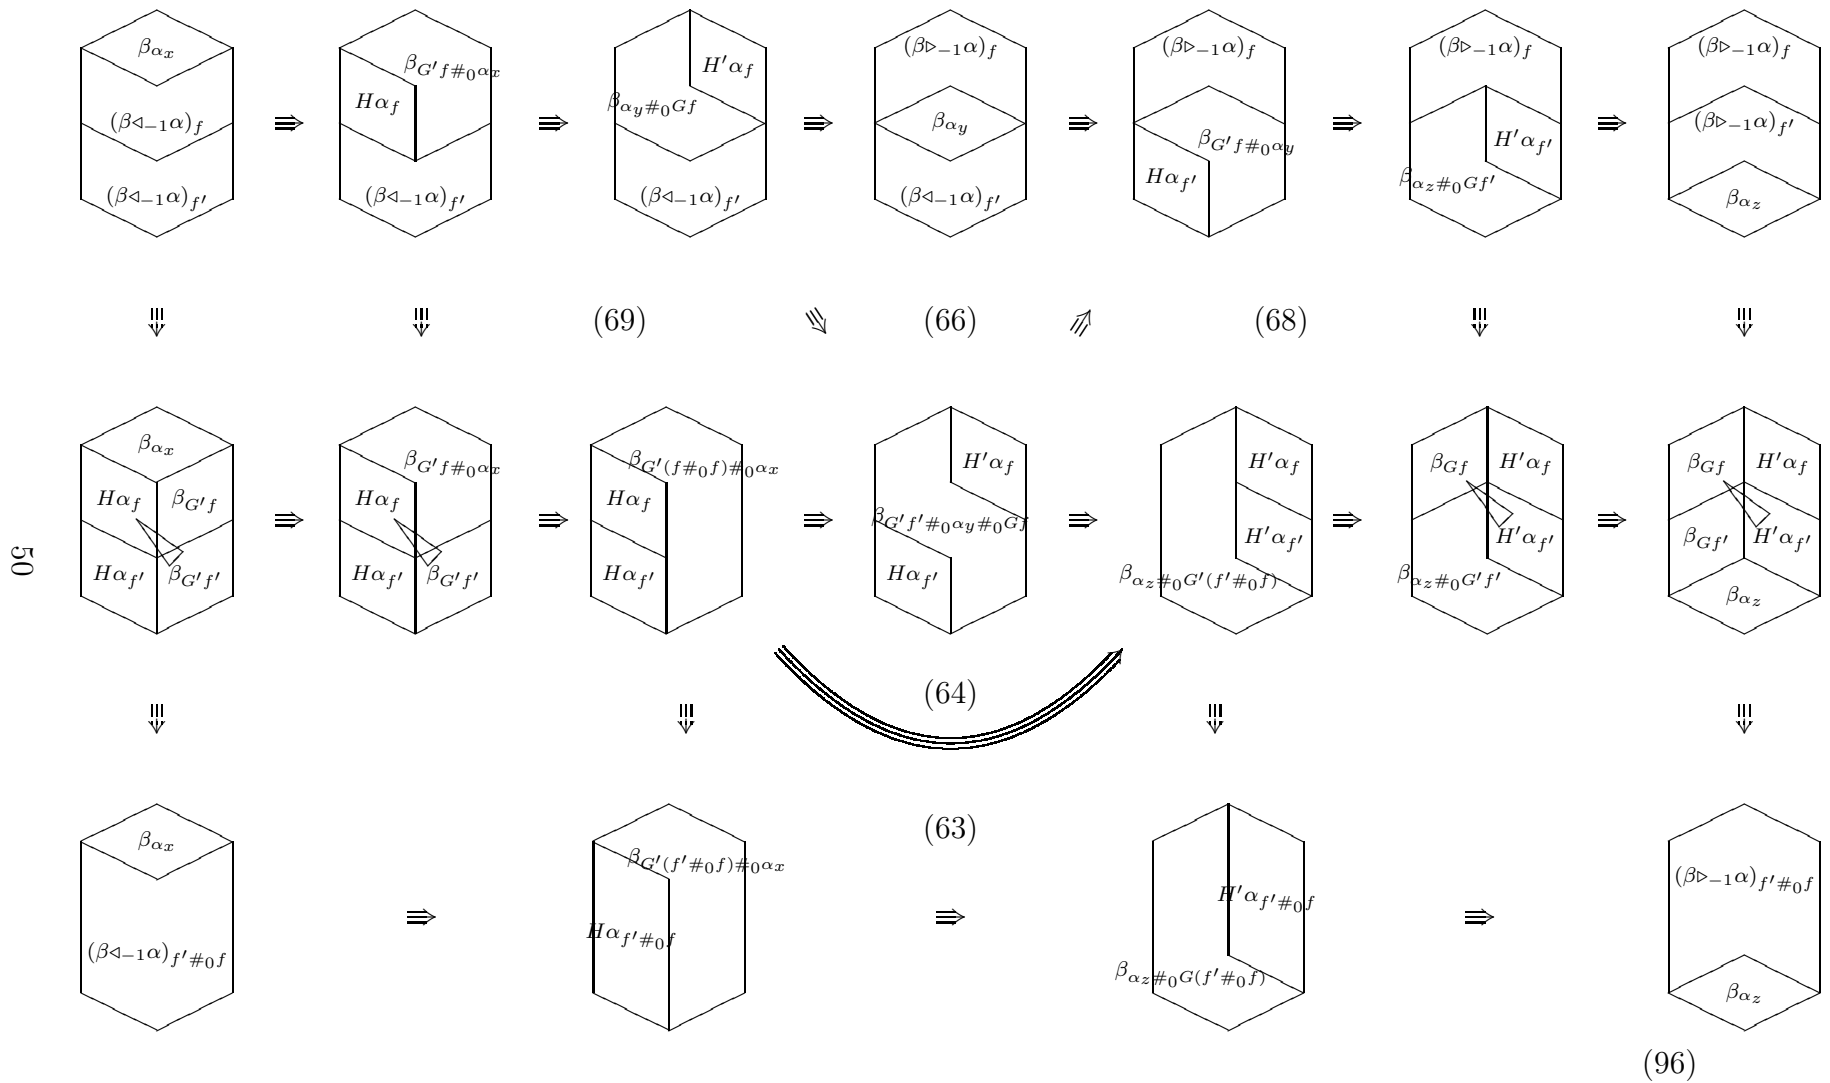 β_{α_x} β_{G'f#_0α_x} H'α_f (β▷_{-1}α)_f (β▷_{-1}α)_f (β▷_{-1}α)_f (β▷_{-1}α)_f
(β◁_{-1}α)_f Hα_f β_{α_y#_0Gf} β_{α_y} β_{G'f#_0α_y} H'α_{f'} (β▷_{-1}α)_{f'}
(β◁_{-1}α)_{f'} (β◁_{-1}α)_{f'} (β◁_{-1}α)_{f'} (β◁_{-1}α)_{f'} Hα_{f'} β_{α_z#_0Gf'} β_{α_z}
⇛ ⇛ ⇛ ⇛ ⇛ ⇛
(69) (66) (68)
β_{α_x} β_{G'f#_0α_x} β_{G'(f#_0f)#_0α_x} H'α_f H'α_f β_{Gf} H'α_f β_{Gf} H'α_f
Hα_f β_{G'f} Hα_f Hα_f β_{G'f'#_0α_y#_0Gf} H'α_{f'} H'α_{f'} β_{Gf'} H'α_{f'}
Hα_{f'} β_{G'f'} Hα_{f'} β_{G'f'} Hα_{f'} Hα_{f'} β_{α_z#_0G'(f'#_0f)} β_{α_z#_0G'f'} β_{α_z}
50
(64)
(63)
β_{α_x} β_{G'(f'#_0f)#_0α_x} H'α_{f'#_0f} (β▷_{-1}α)_{f'#_0f}
(β◁_{-1}α)_{f'#_0f} Hα_{f'#_0f} β_{α_z#_0G(f'#_0f)} β_{α_z}
(96)